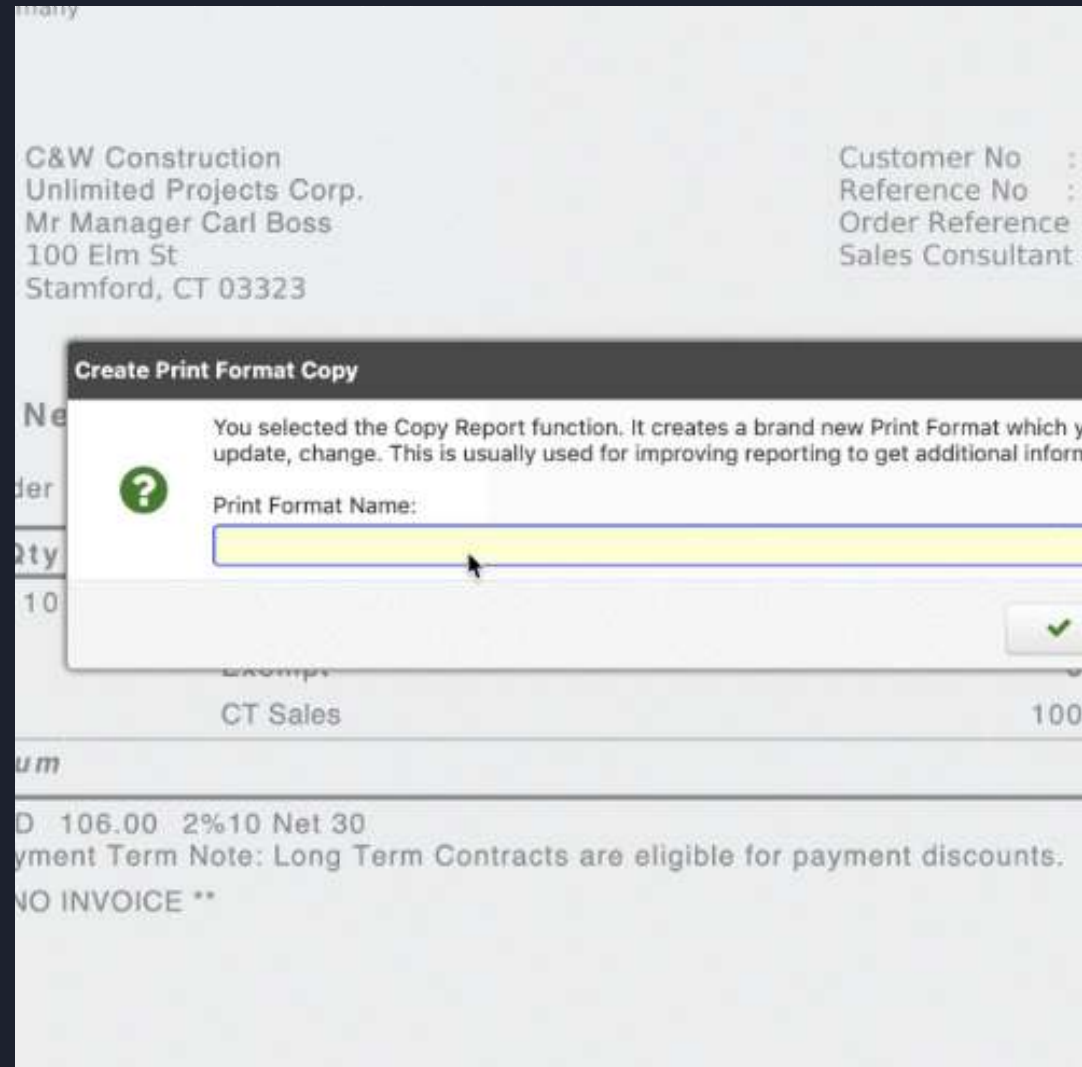 C&W Construction
Unlimited Projects Corp.
Mr Manager Carl Boss
100 Elm St
Stamford, CT 03323
Customer No :
Reference No :
Order Reference
Sales Consultant
Create Print Format Copy
Ne
You selected the Copy Report function. It creates a brand new Print Format which y
update, change. This is usually used for improving reporting to get additional inform
der
Print Format Name:
Qty
10
CT Sales 100
um
D 106.00 2%10 Net 30
yment Term Note: Long Term Contracts are eligible for payment discounts.
NO INVOICE **